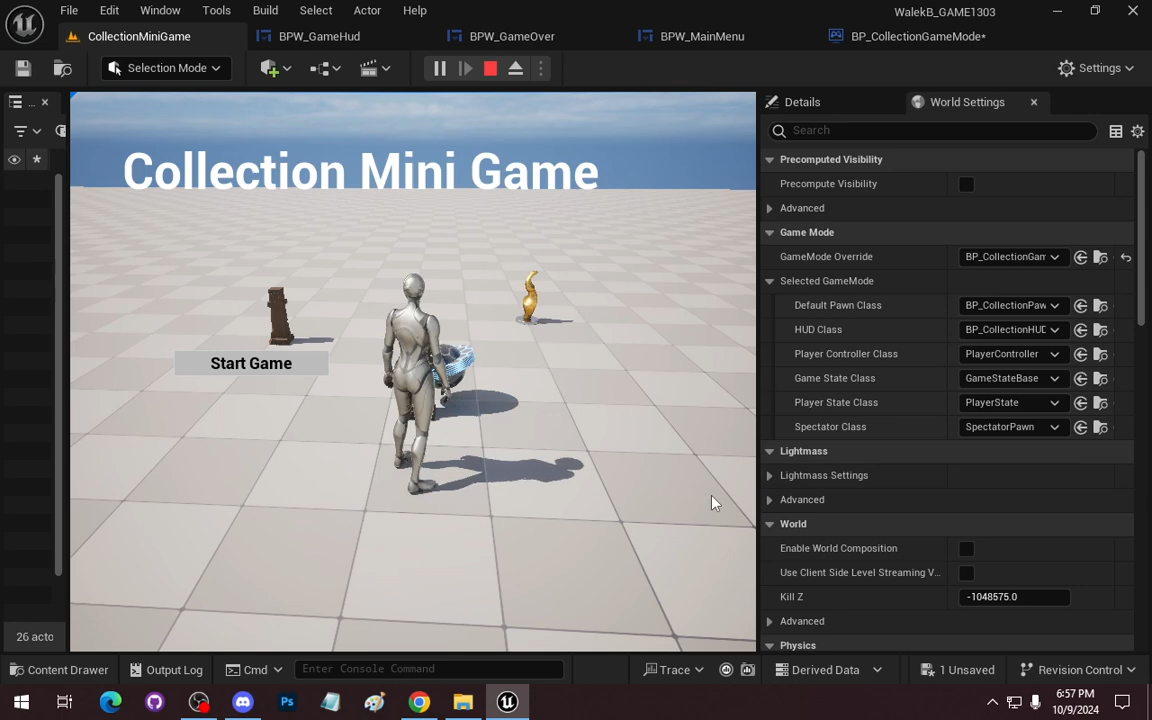 File Edit Window Tools Build Select Actor Help WalekB_GAME1303
CollectionMiniGame BPW_GameHud BPW_GameOver BPW_MainMenu BP_CollectionGameMode*
Selection Mode Settings
... Details World Settings
Search
Collection Mini Game
Start Game
Precomputed Visibility
Precompute Visibility
Advanced
Game Mode
GameMode Override BP_CollectionGam
Selected GameMode
Default Pawn Class BP_CollectionPaw
HUD Class BP_CollectionHUD
Player Controller Class PlayerController
Game State Class GameStateBase
Player State Class PlayerState
Spectator Class SpectatorPawn
Lightmass
Lightmass Settings
Advanced
World
Enable World Composition
Use Client Side Level Streaming V...
Kill Z -1048575.0
Advanced
Physics
26 acto
Content Drawer Output Log Cmd Enter Console Command Trace Derived Data 1 Unsaved Revision Control
Ps
6:57 PM
10/9/2024